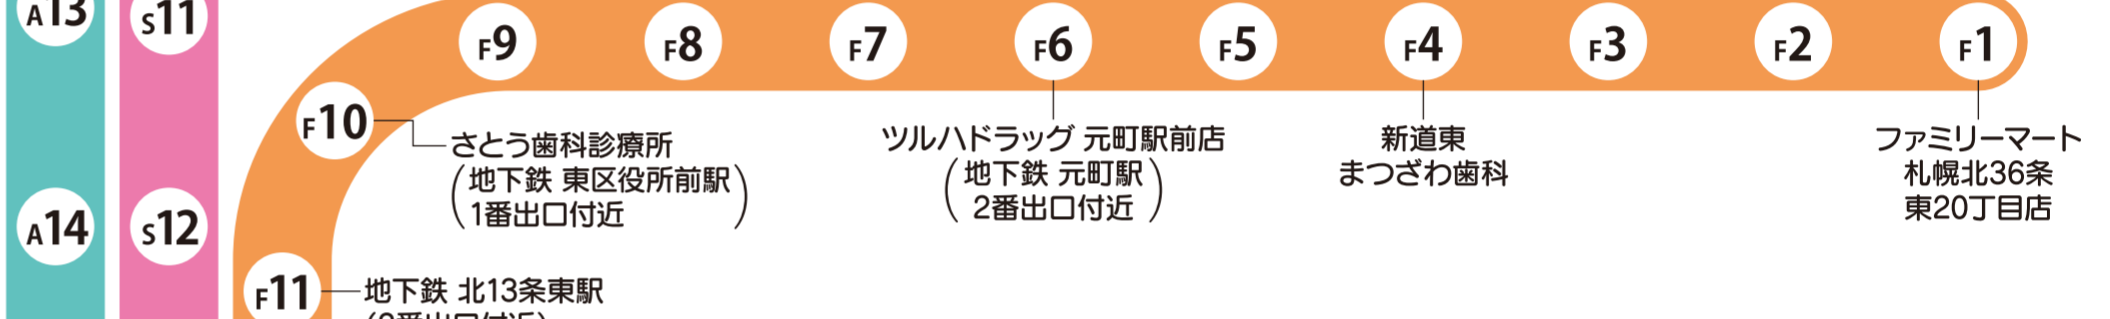 A13
S11
F9
F8
F7
F6
F5
F4
F3
F2
F1
F10
さとう歯科診療所
(地下鉄 東区役所前駅
1番出口付近)
ツルハドラッグ 元町駅前店
(地下鉄 元町駅
2番出口付近)
新道東
まつざわ歯科
ファミリーマート
札幌北36条
東20丁目店
A14
S12
F11
地下鉄 北13条東駅